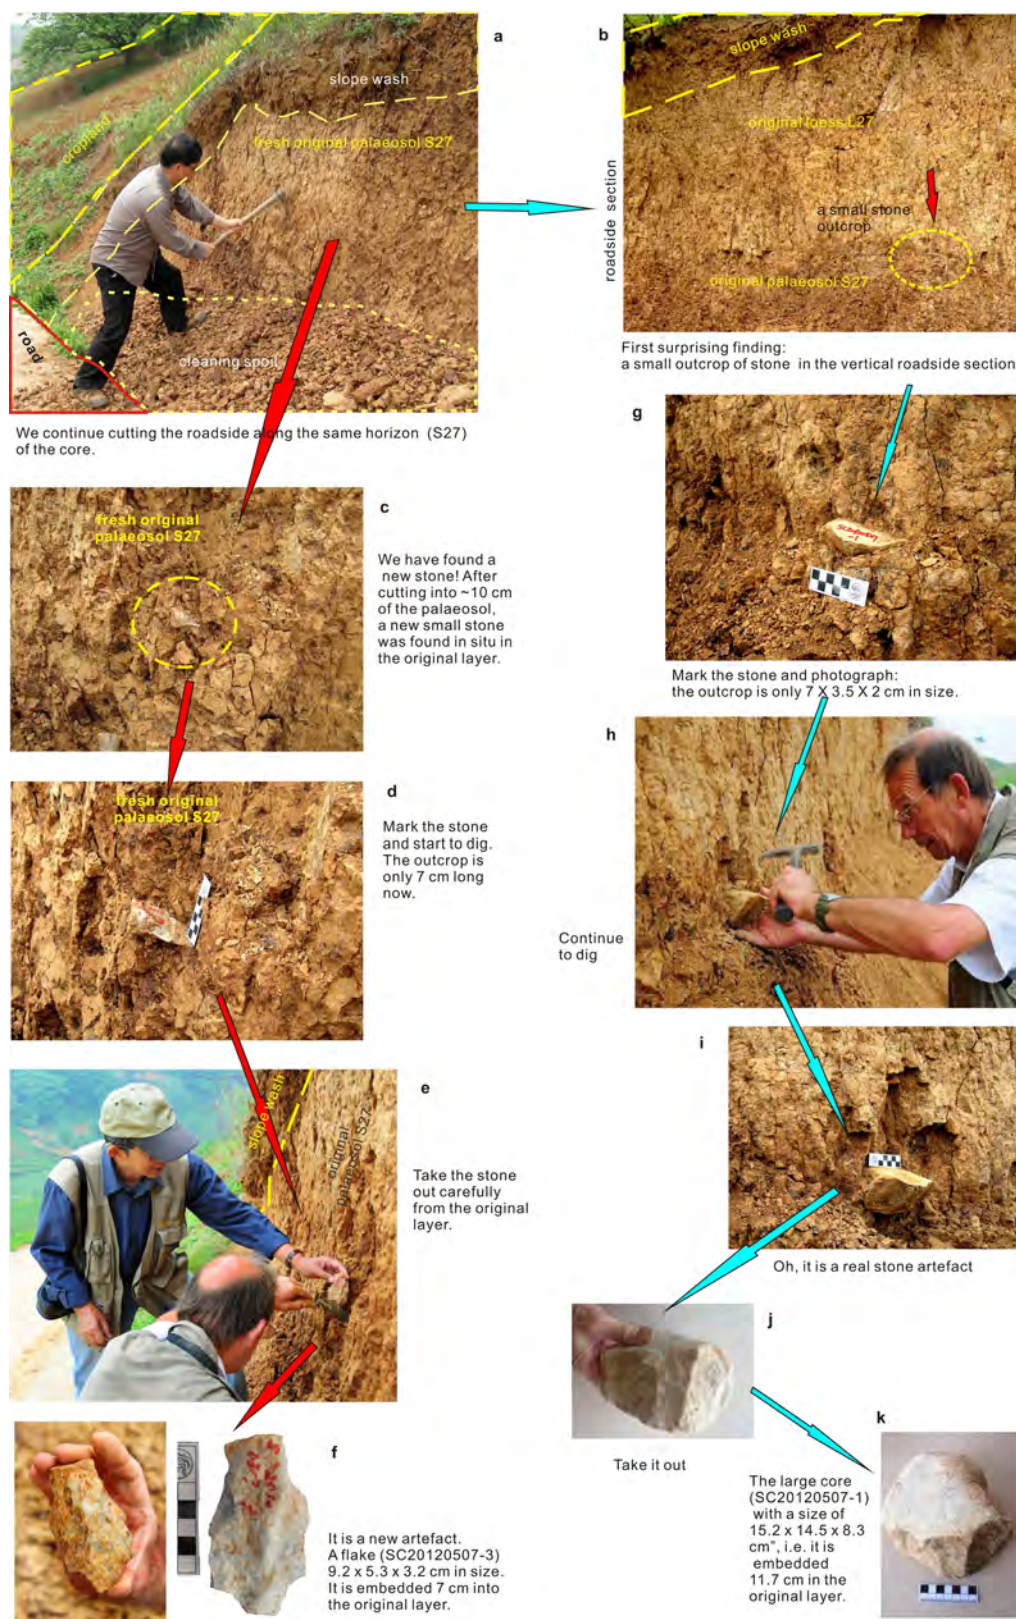 a
slope wash
cropland
fresh original palaeosol S27
road
cleaning spoil
We continue cutting the roadside along the same horizon (S27)
of the core.
b
slope wash
original loess L27
roadside section
a small stone
outcrop
original palaeosol S27
First surprising finding:
a small outcrop of stone in the vertical roadside section
c
fresh original
palaeosol S27
We have found a
new stone! After
cutting into ~10 cm
of the palaeosol,
a new small stone
was found in situ in
the original layer.
d
fresh original
palaeosol S27
Mark the stone
and start to dig.
The outcrop is
only 7 cm long
now.
e
slope wash
original
palaeosol S27
Take the stone
out carefully
from the original
layer.
f
It is a new artefact.
A flake (SC20120507-3)
9.2 x 5.3 x 3.2 cm in size.
It is embedded 7 cm into
the original layer.
g
Mark the stone and photograph:
the outcrop is only 7 X 3.5 X 2 cm in size.
h
Continue
to dig
i
Oh, it is a real stone artefact
j
Take it out
k
The large core
(SC20120507-1)
with a size of
15.2 x 14.5 x 8.3
cm”, i.e. it is
embedded
11.7 cm in the
original layer.